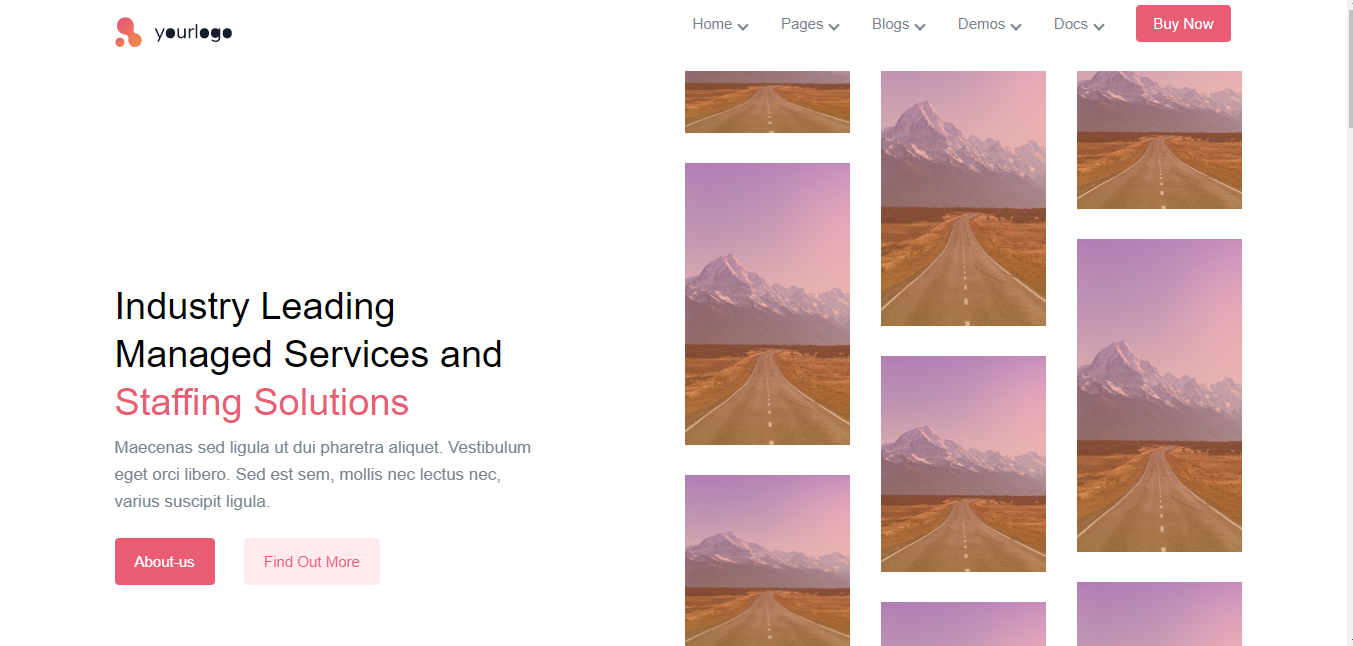 yourlogo
Home Pages Blogs Demos Docs Buy Now
Industry Leading
Managed Services and
Staffing Solutions
Maecenas sed ligula ut dui pharetra aliquet. Vestibulum
eget orci libero. Sed est sem, mollis nec lectus nec,
varius suscipit ligula.
About-us Find Out More